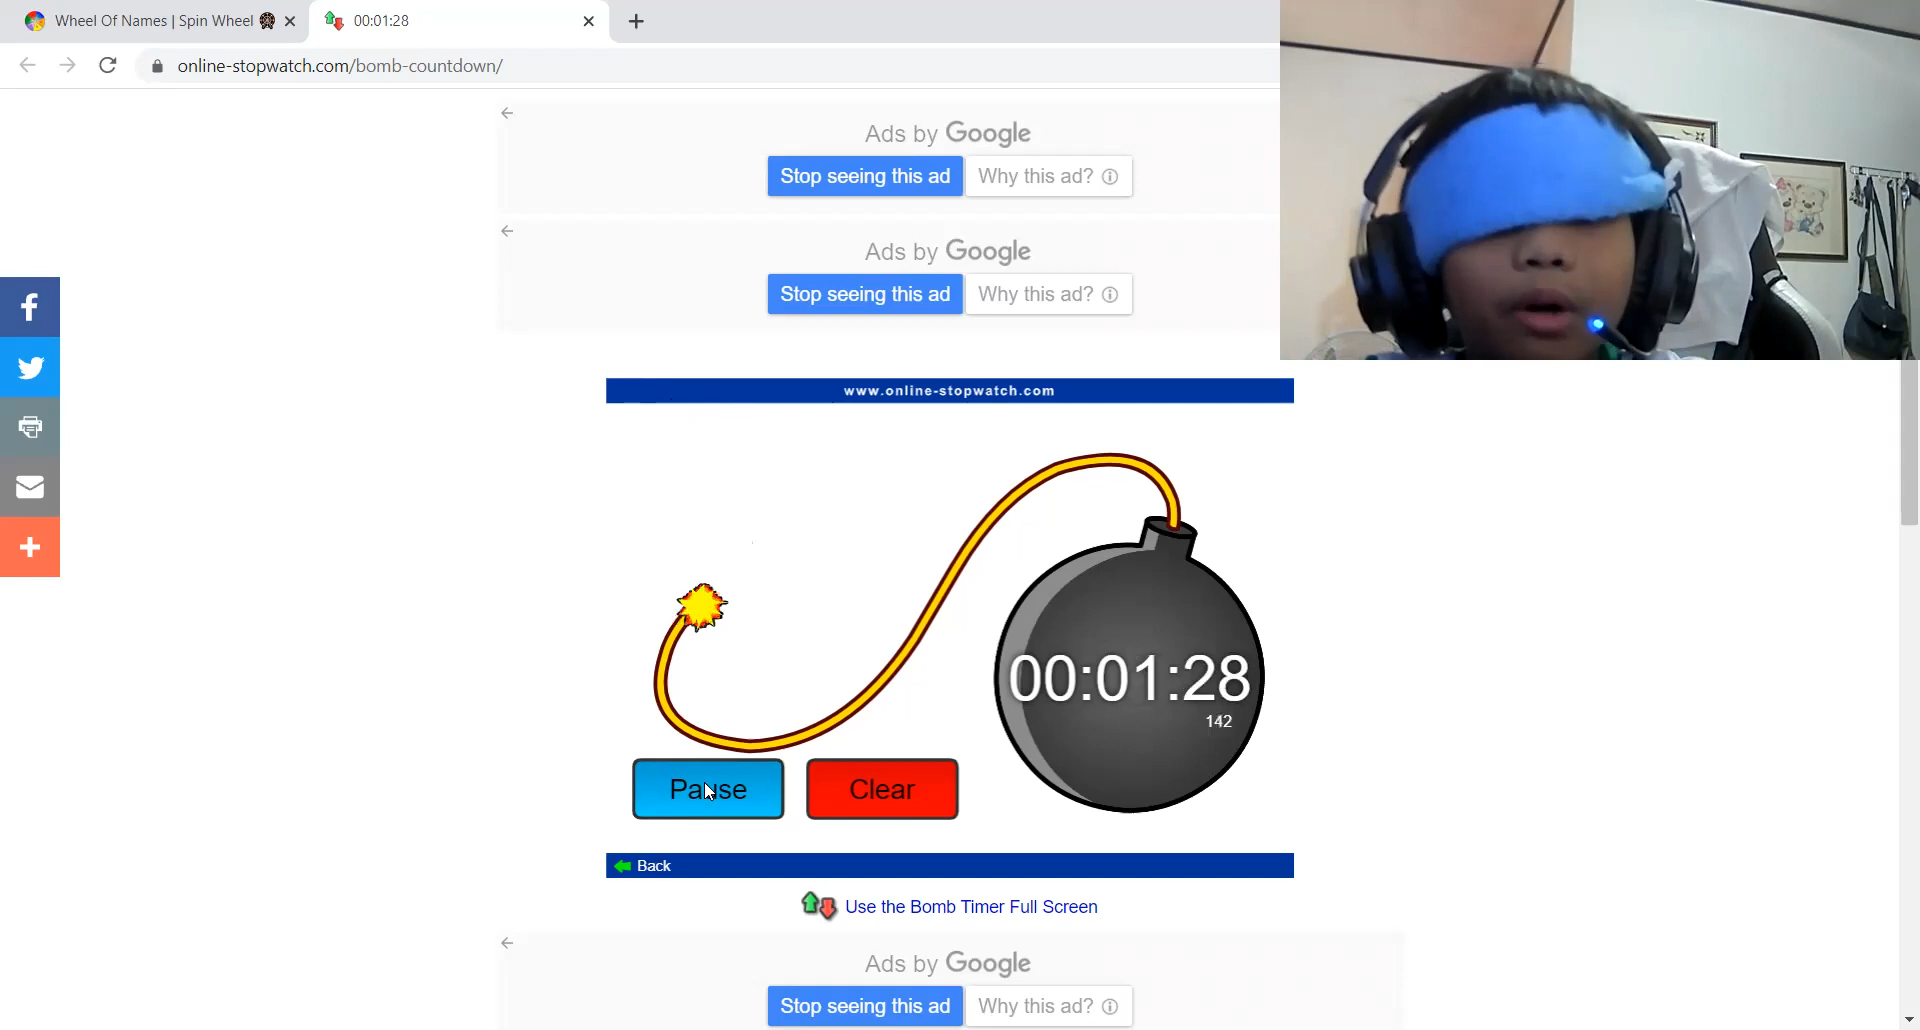 Wheel Of Names | Spin Wheel
00:01:28
online-stopwatch.com/bomb-countdown/
Ads by Google
Stop seeing this ad
Why this ad?
Ads by Google
Stop seeing this ad
Why this ad?
www.online-stopwatch.com
00:01:28
142
Pause
Clear
Back
Use the Bomb Timer Full Screen
Ads by Google
Stop seeing this ad
Why this ad?